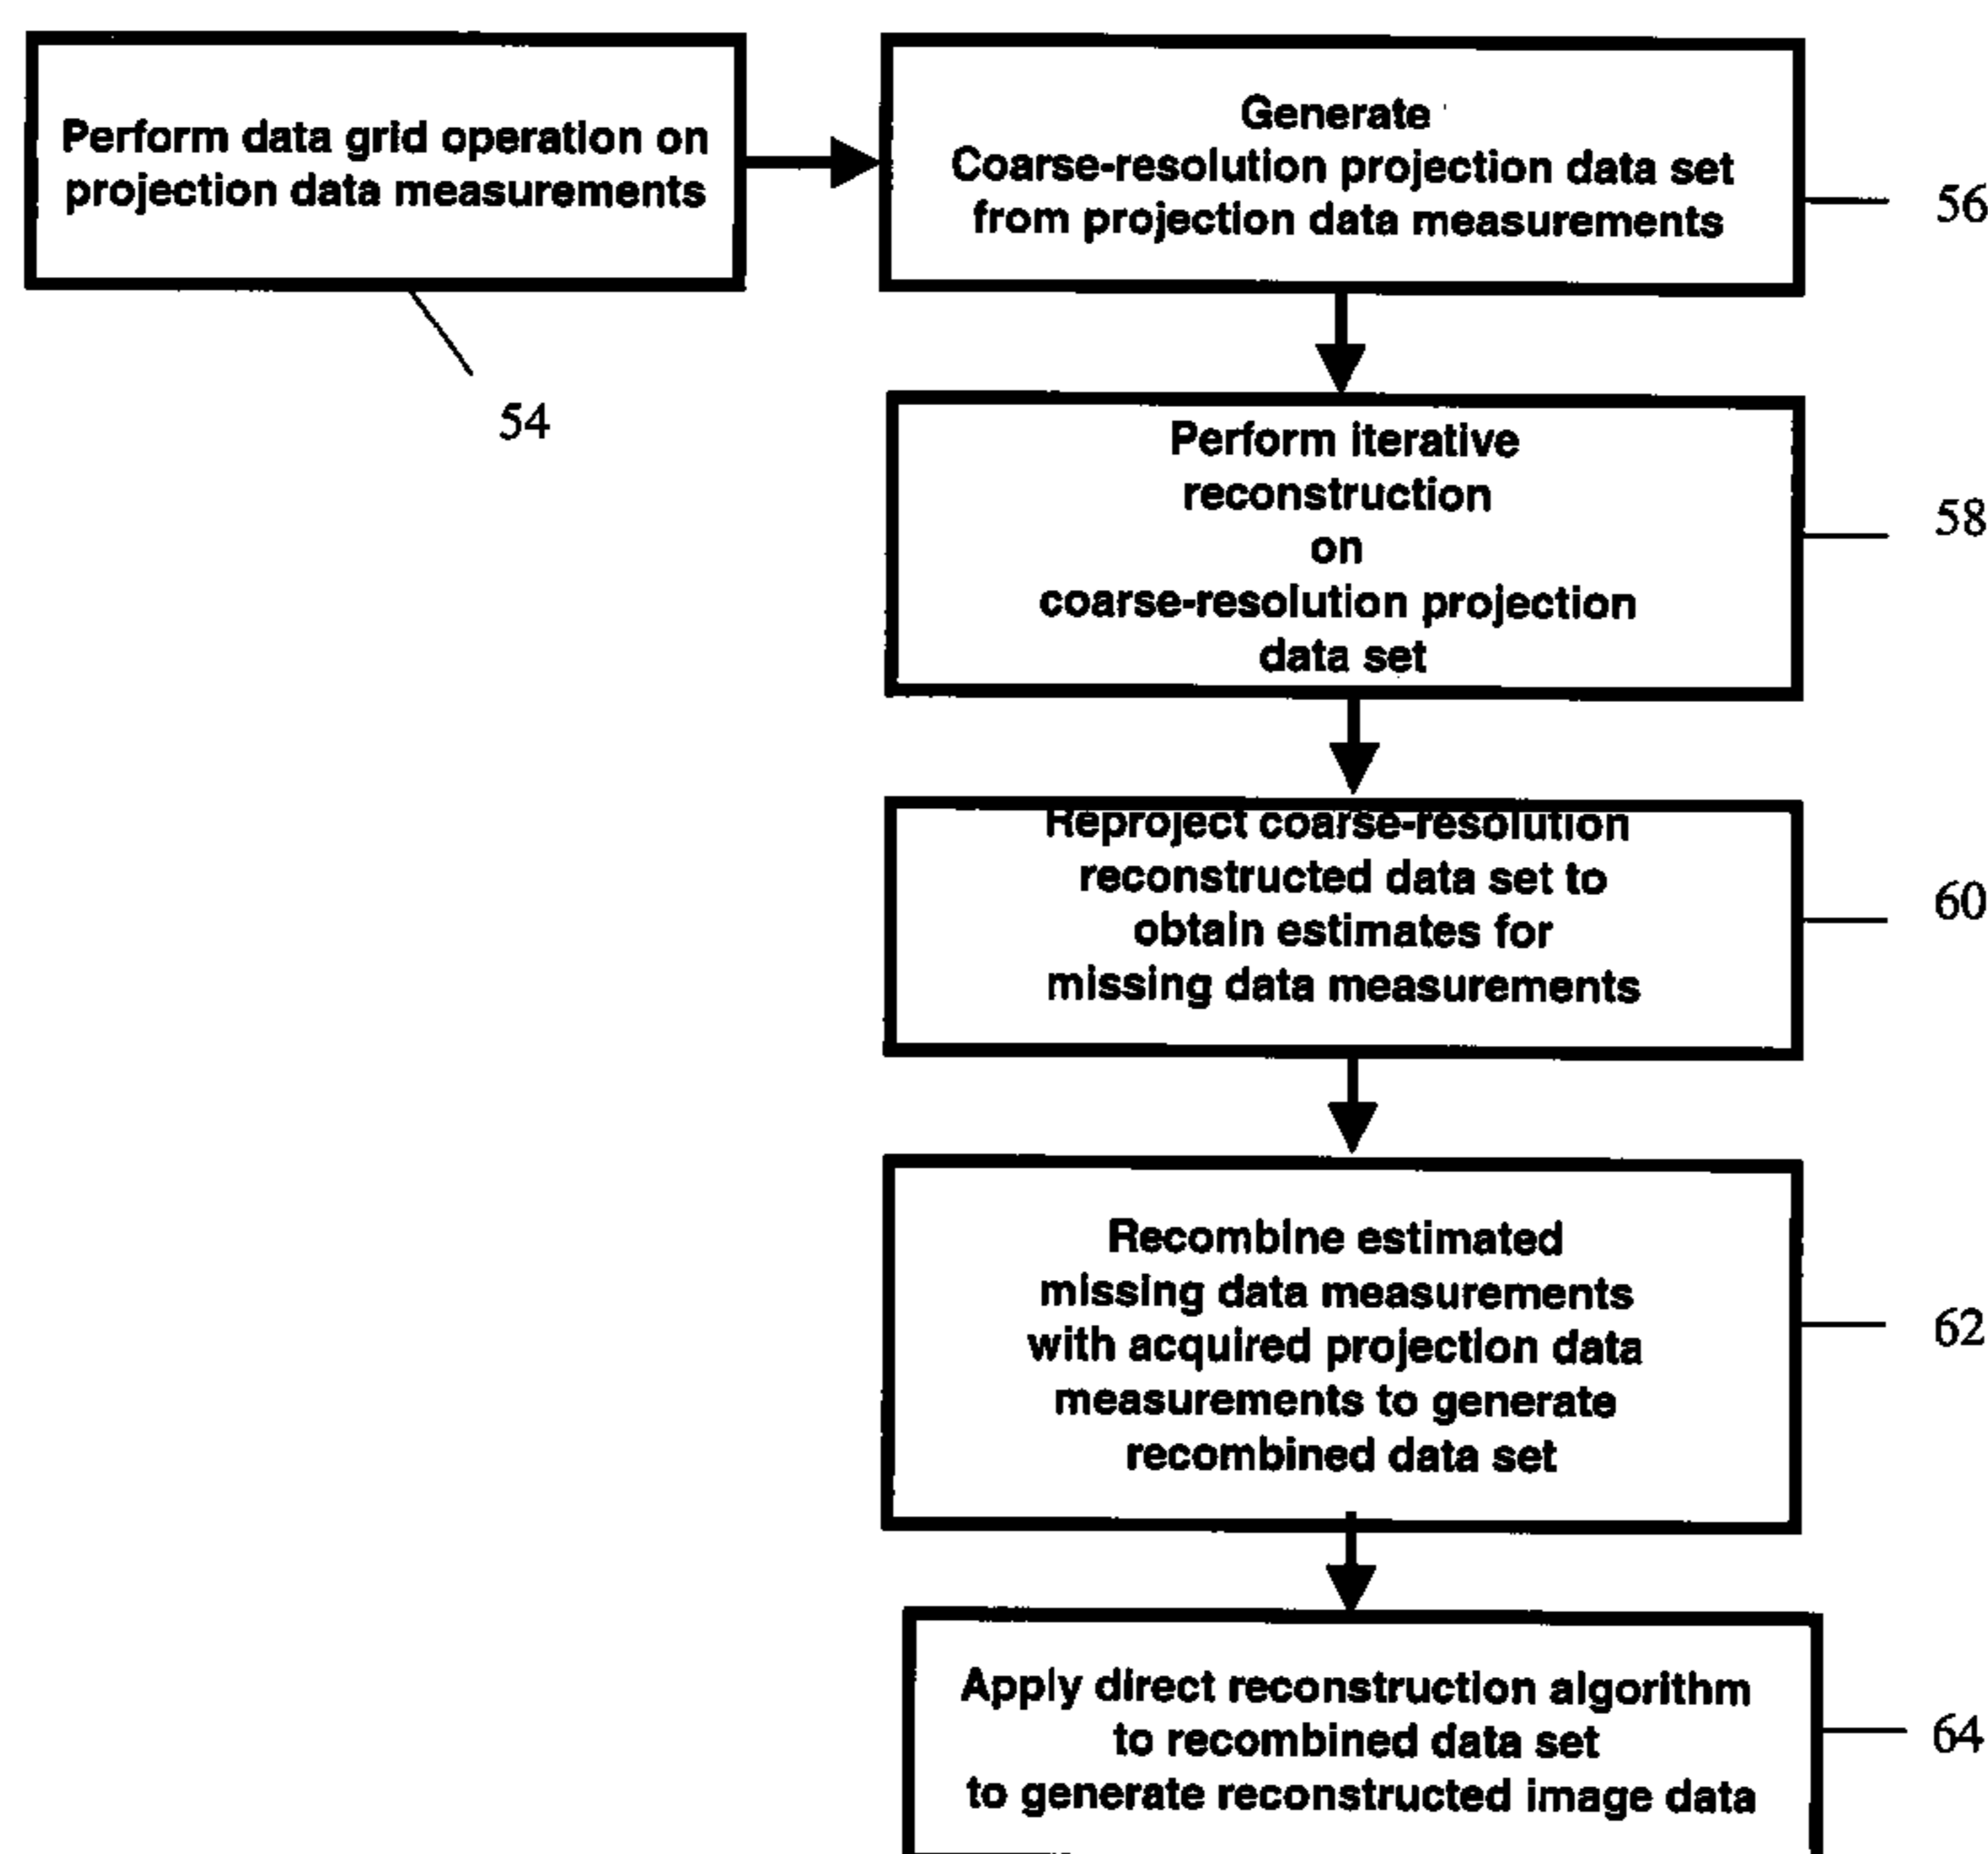 Perform data grid operation on
projection data measurements
54
Generate
Coarse-resolution projection data set
from projection data measurements
56
Perform iterative
reconstruction
on
coarse-resolution projection
data set
58
Reproject coarse-resolution
reconstructed data set to
obtain estimates for
missing data measurements
60
Recombine estimated
missing data measurements
with acquired projection data
measurements to generate
recombined data set
62
Apply direct reconstruction algorithm
to recombined data set
to generate reconstructed image data
64